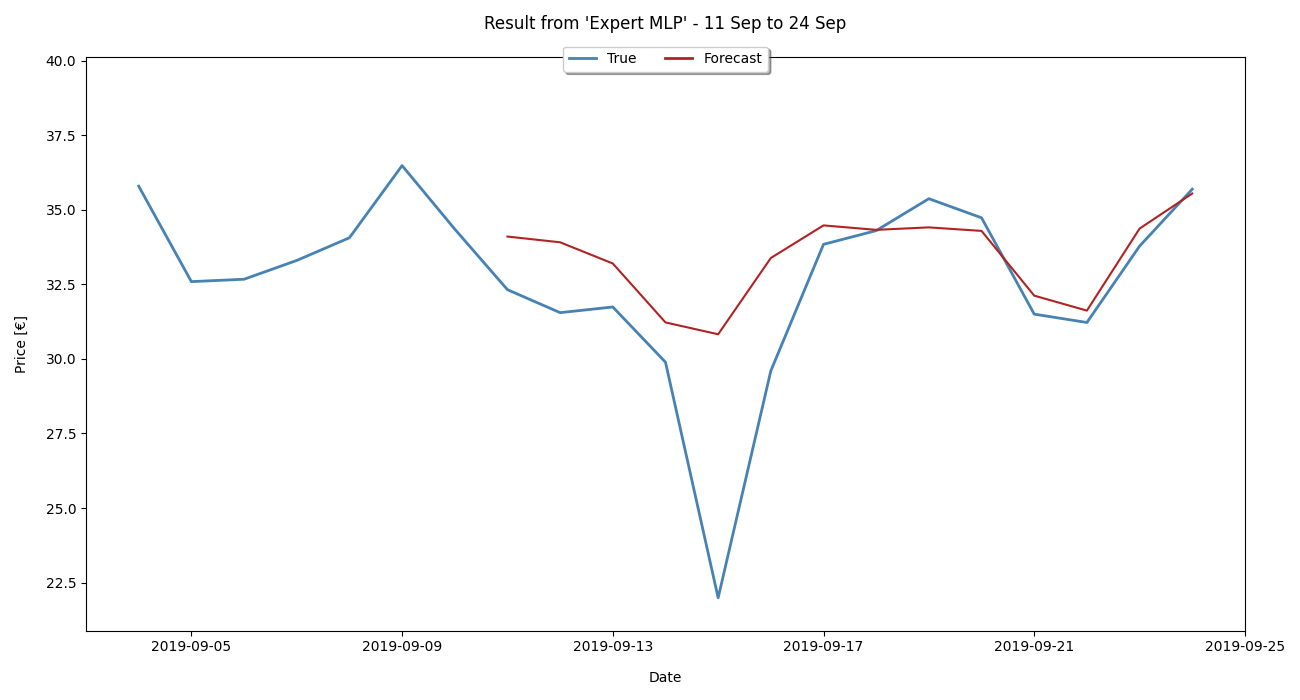 Result from 'Expert MLP' - 11 Sep to 24 Sep
True Forecast
40.0
37.5
35.0
32.5
30.0
27.5
25.0
22.5
Price [€]
2019-09-05 2019-09-09 2019-09-13 2019-09-17 2019-09-21 2019-09-25
Date